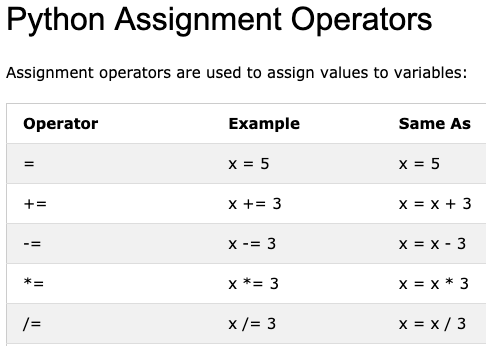 Python Assignment Operators
Assignment operators are used to assign values to variables:
Operator Example Same As
= x = 5 x = 5
+= x += 3 x = x + 3
-= x -= 3 x = x - 3
*= x *= 3 x = x * 3
/= x /= 3 x = x / 3